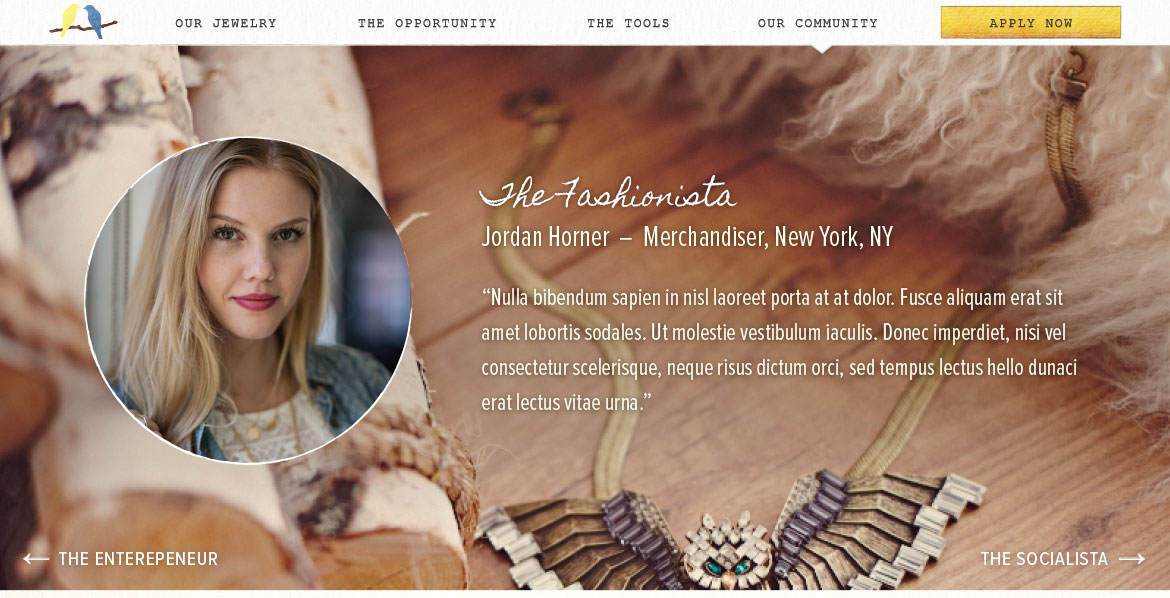 OUR JEWELRY THE OPPORTUNITY THE TOOLS OUR COMMUNITY APPLY NOW
The Fashionista
Jordan Horner – Merchandiser, New York, NY
“Nulla bibendum sapien in nisl laoreet porta at at dolor. Fusce aliquam erat sit
amet lobortis sodales. Ut molestie vestibulum iaculis. Donec imperdiet, nisi vel
consectetur scelerisque, neque risus dictum orci, sed tempus lectus hello dunaci
erat lectus vitae urna.”
← THE ENTEREPENEUR
THE SOCIALISTA →